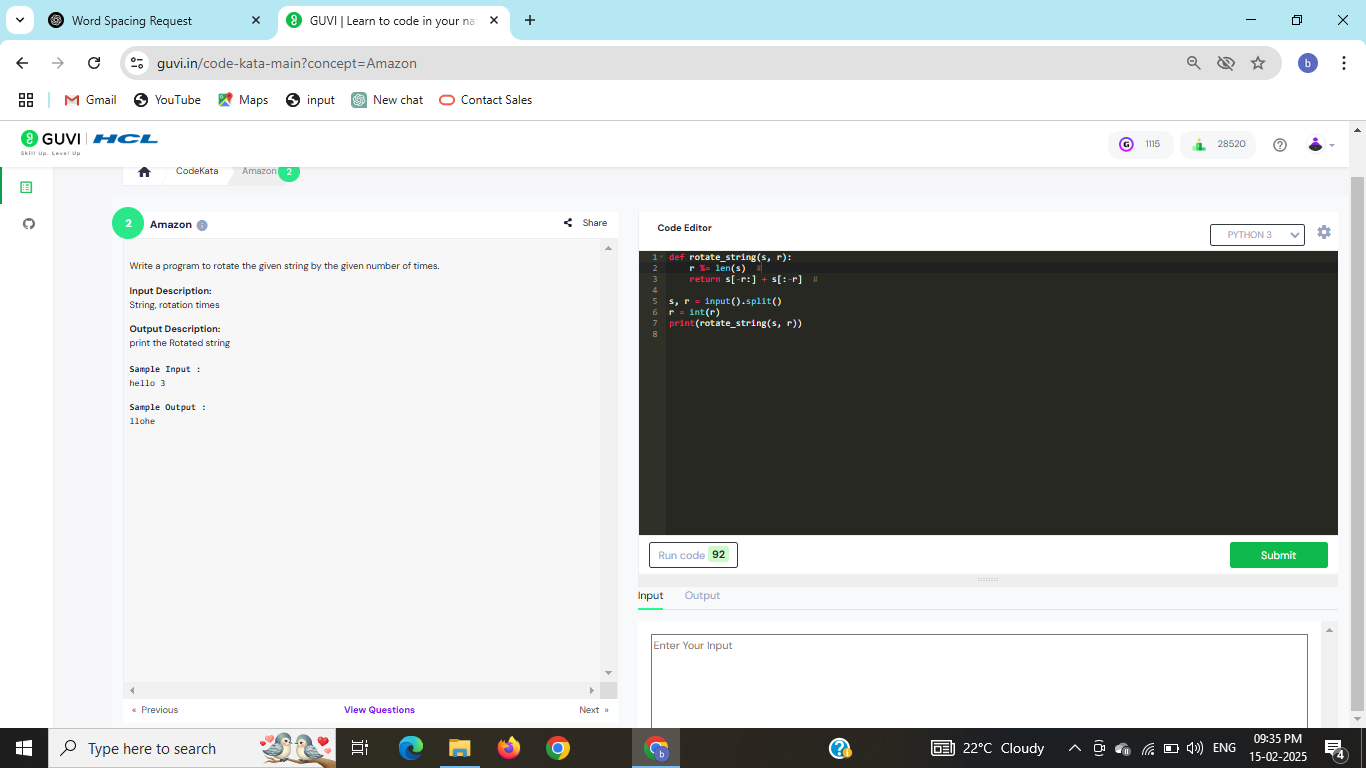 Word Spacing Request
GUVI | Learn to code in your na
guvi.in/code-kata-main?concept=Amazon
b
Gmail
YouTube
Maps
input
New chat
Contact Sales
GUVI | HCL
Skill Up. Level Up
G 1115
28520
CodeKata
Amazon
2
2
Amazon
Share
Write a program to rotate the given string by the given number of times.
Input Description:
String, rotation times
Output Description:
print the Rotated string
Sample Input :
hello 3
Sample Output :
llohe
« Previous
View Questions
Next »
Code Editor
PYTHON 3
1 def rotate_string(s, r):
2 r %= len(s) #
3 return s[-r:] + s[:-r] #
4
5 s, r = input().split()
6 r = int(r)
7 print(rotate_string(s, r))
8
Run code 92
Submit
Input
Output
Enter Your Input
Type here to search
b
22°C Cloudy
ENG
09:35 PM
15-02-2025
4